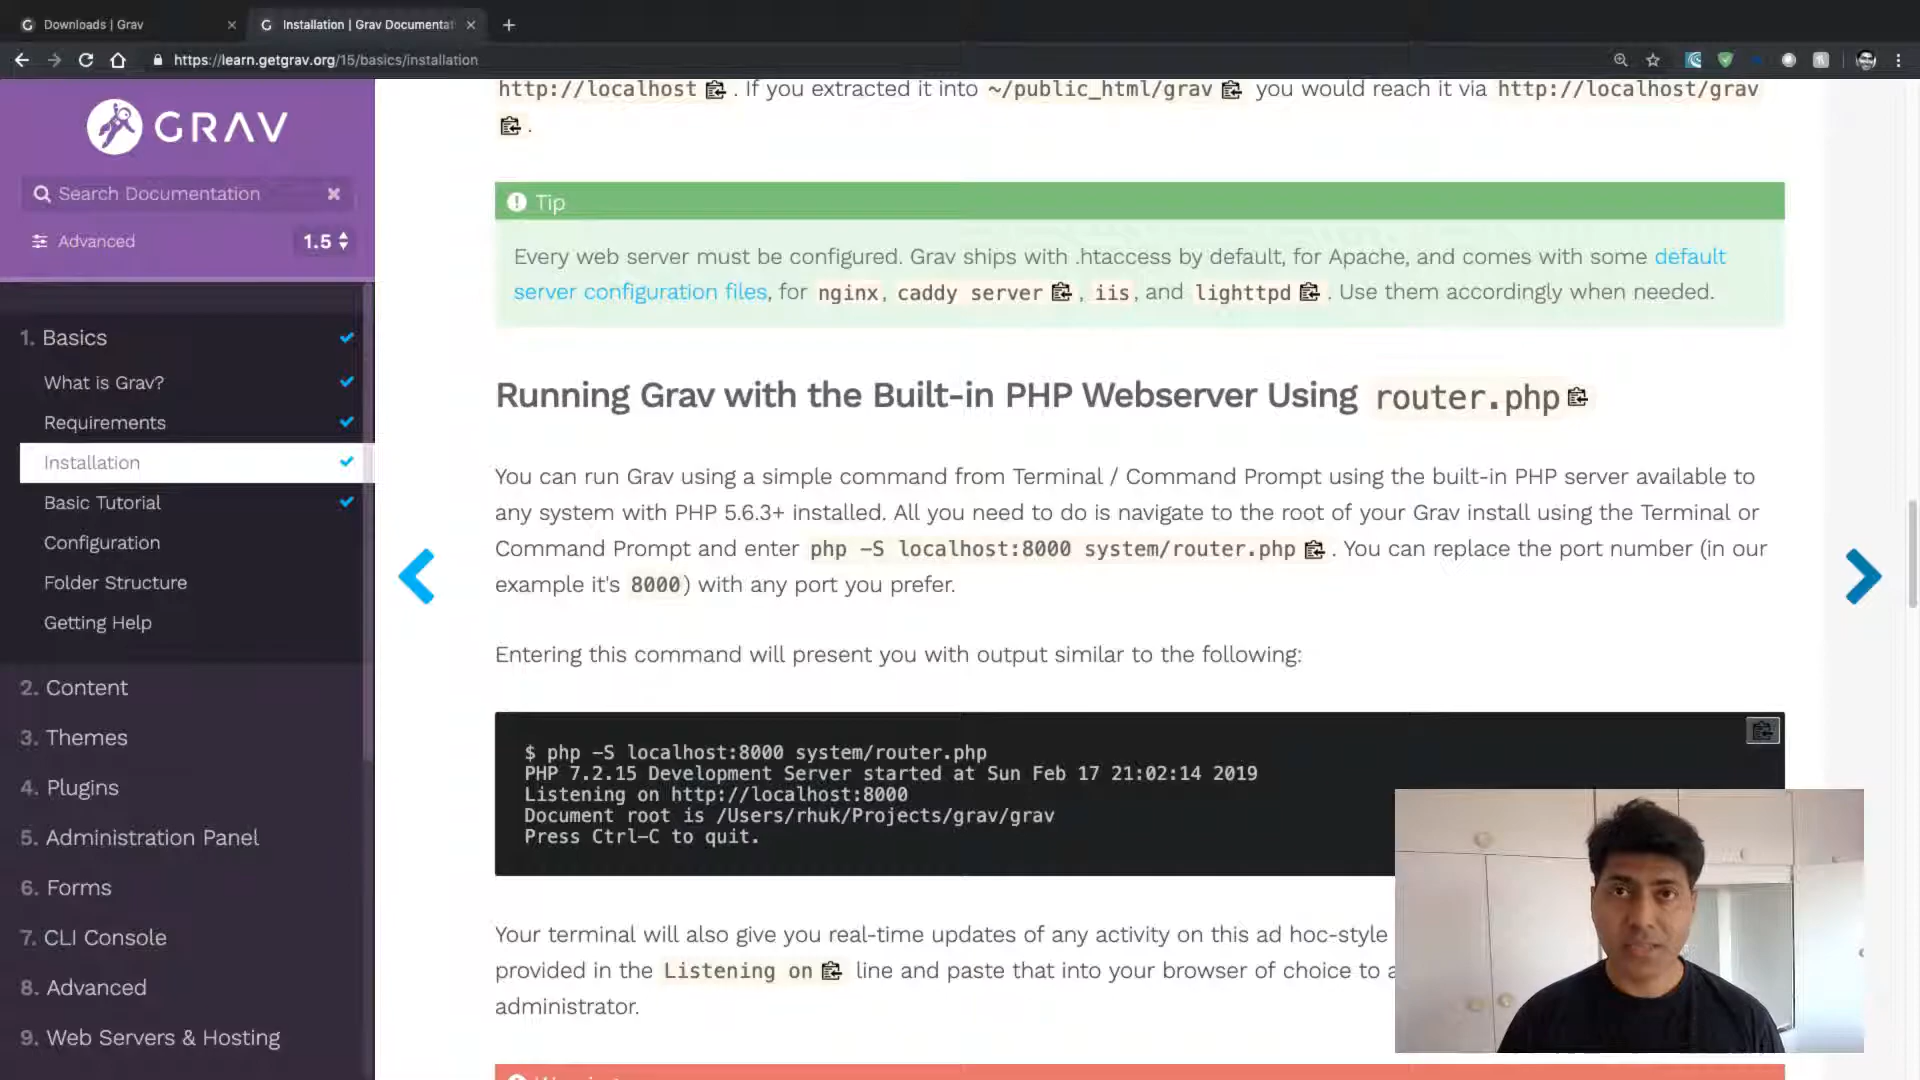 Downloads | Grav
Installation | Grav Documentat
https://learn.getgrav.org/15/basics/installation
GRAV
Search Documentation
Advanced
1.5
1. Basics
What is Grav?
Requirements
Installation
Basic Tutorial
Configuration
Folder Structure
Getting Help
2. Content
3. Themes
4. Plugins
5. Administration Panel
6. Forms
7. CLI Console
8. Advanced
9. Web Servers & Hosting
http://localhost . If you extracted it into ~/public_html/grav you would reach it via http://localhost/grav
.
Tip
Every web server must be configured. Grav ships with .htaccess by default, for Apache, and comes with some default
server configuration files, for nginx, caddy server , iis, and lighttpd . Use them accordingly when needed.
Running Grav with the Built-in PHP Webserver Using router.php
You can run Grav using a simple command from Terminal / Command Prompt using the built-in PHP server available to
any system with PHP 5.6.3+ installed. All you need to do is navigate to the root of your Grav install using the Terminal or
Command Prompt and enter php -S localhost:8000 system/router.php . You can replace the port number (in our
example it's 8000) with any port you prefer.
Entering this command will present you with output similar to the following:
$ php -S localhost:8000 system/router.php
PHP 7.2.15 Development Server started at Sun Feb 17 21:02:14 2019
Listening on http://localhost:8000
Document root is /Users/rhuk/Projects/grav/grav
Press Ctrl-C to quit.
Your terminal will also give you real-time updates of any activity on this ad hoc-style
provided in the Listening on line and paste that into your browser of choice to a
administrator.